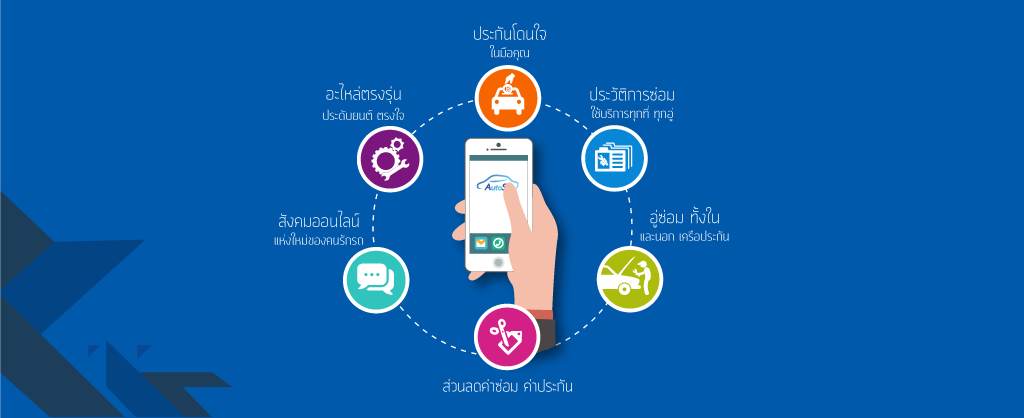 ประกันโดนใจ
ในมือคุณ
อะไหล่ตรงรุ่น
ประดับยนต์ ตรงใจ
ประวัติการซ่อม
ใช้บริการทุกที่ ทุกอู่
สังคมออนไลน์
แห่งใหม่ของคนรักรถ
อู่ซ่อม ทั้งใน
และนอก เครือประกัน
ส่วนลดค่าซ่อม ค่าประกัน